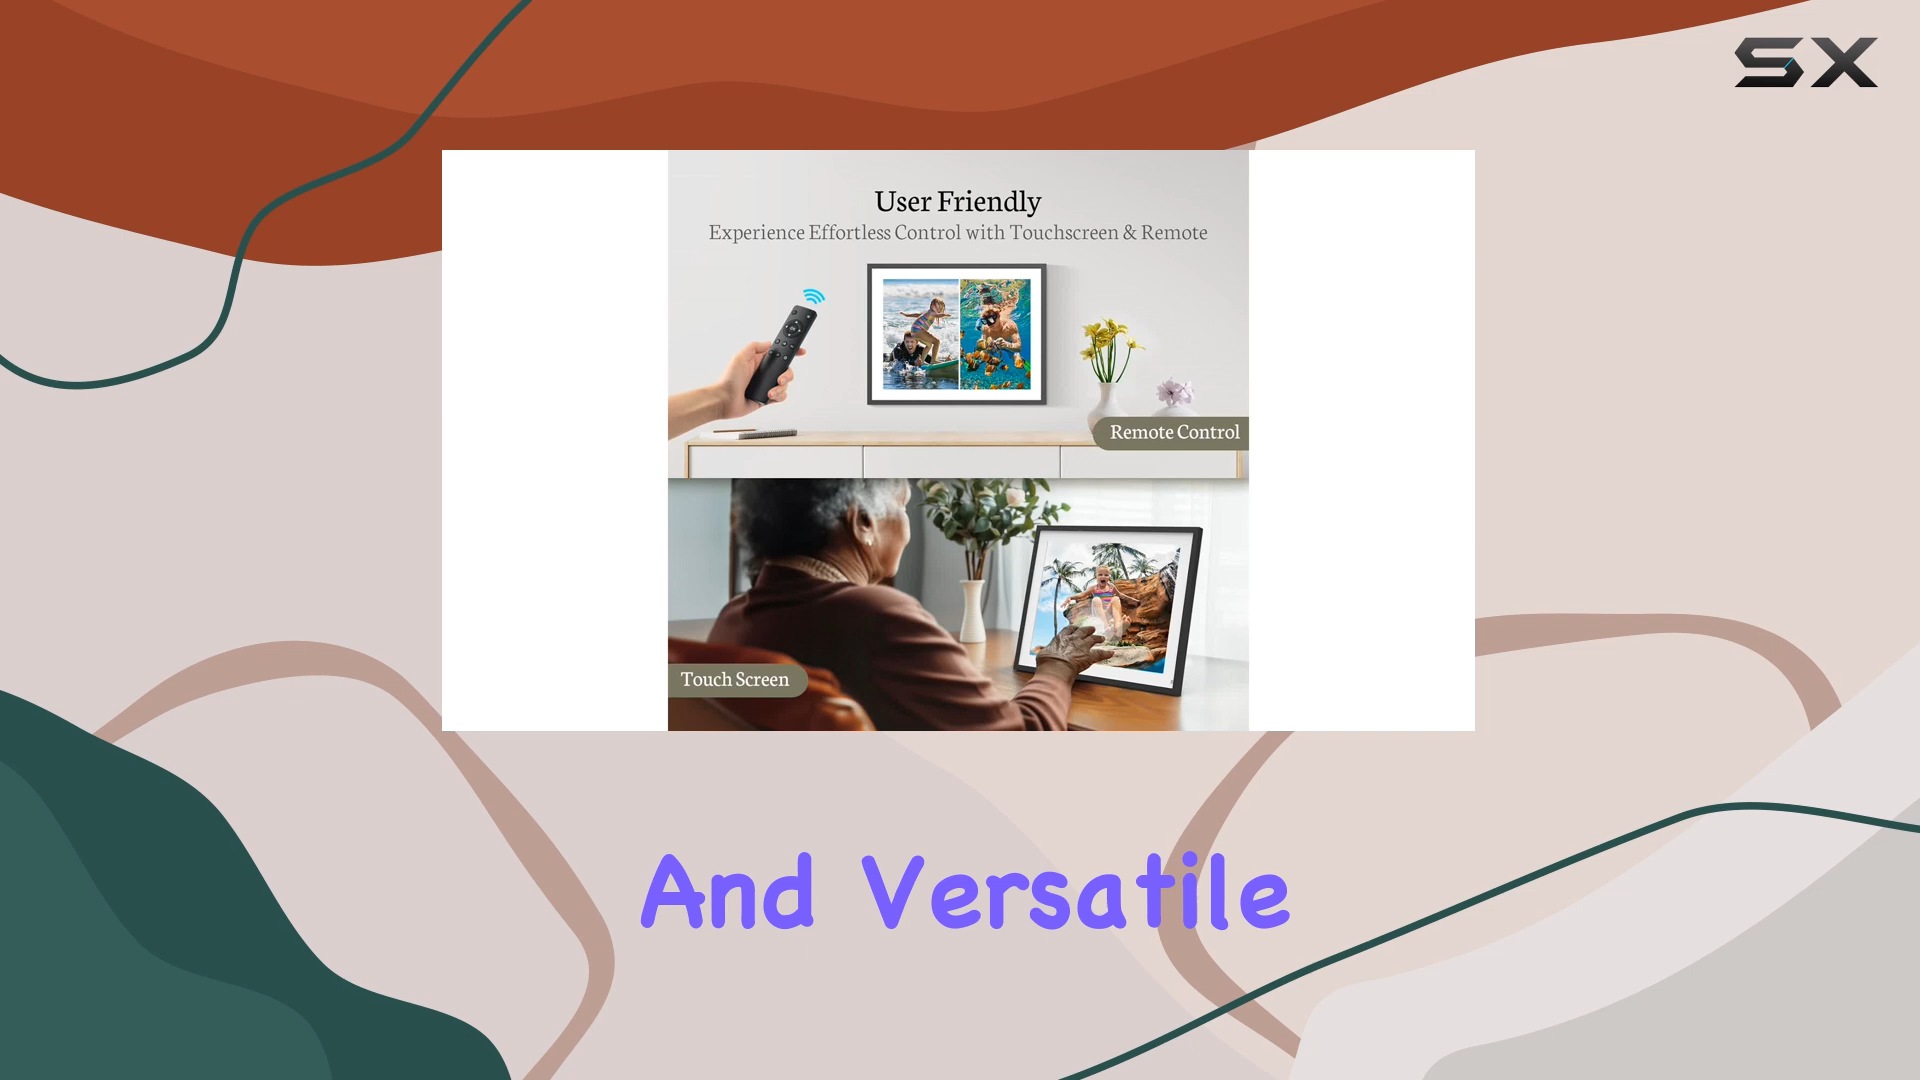 SX
User Friendly
Experience Effortless Control with Touchscreen & Remote
Remote Control
Touch Screen
And Versatile